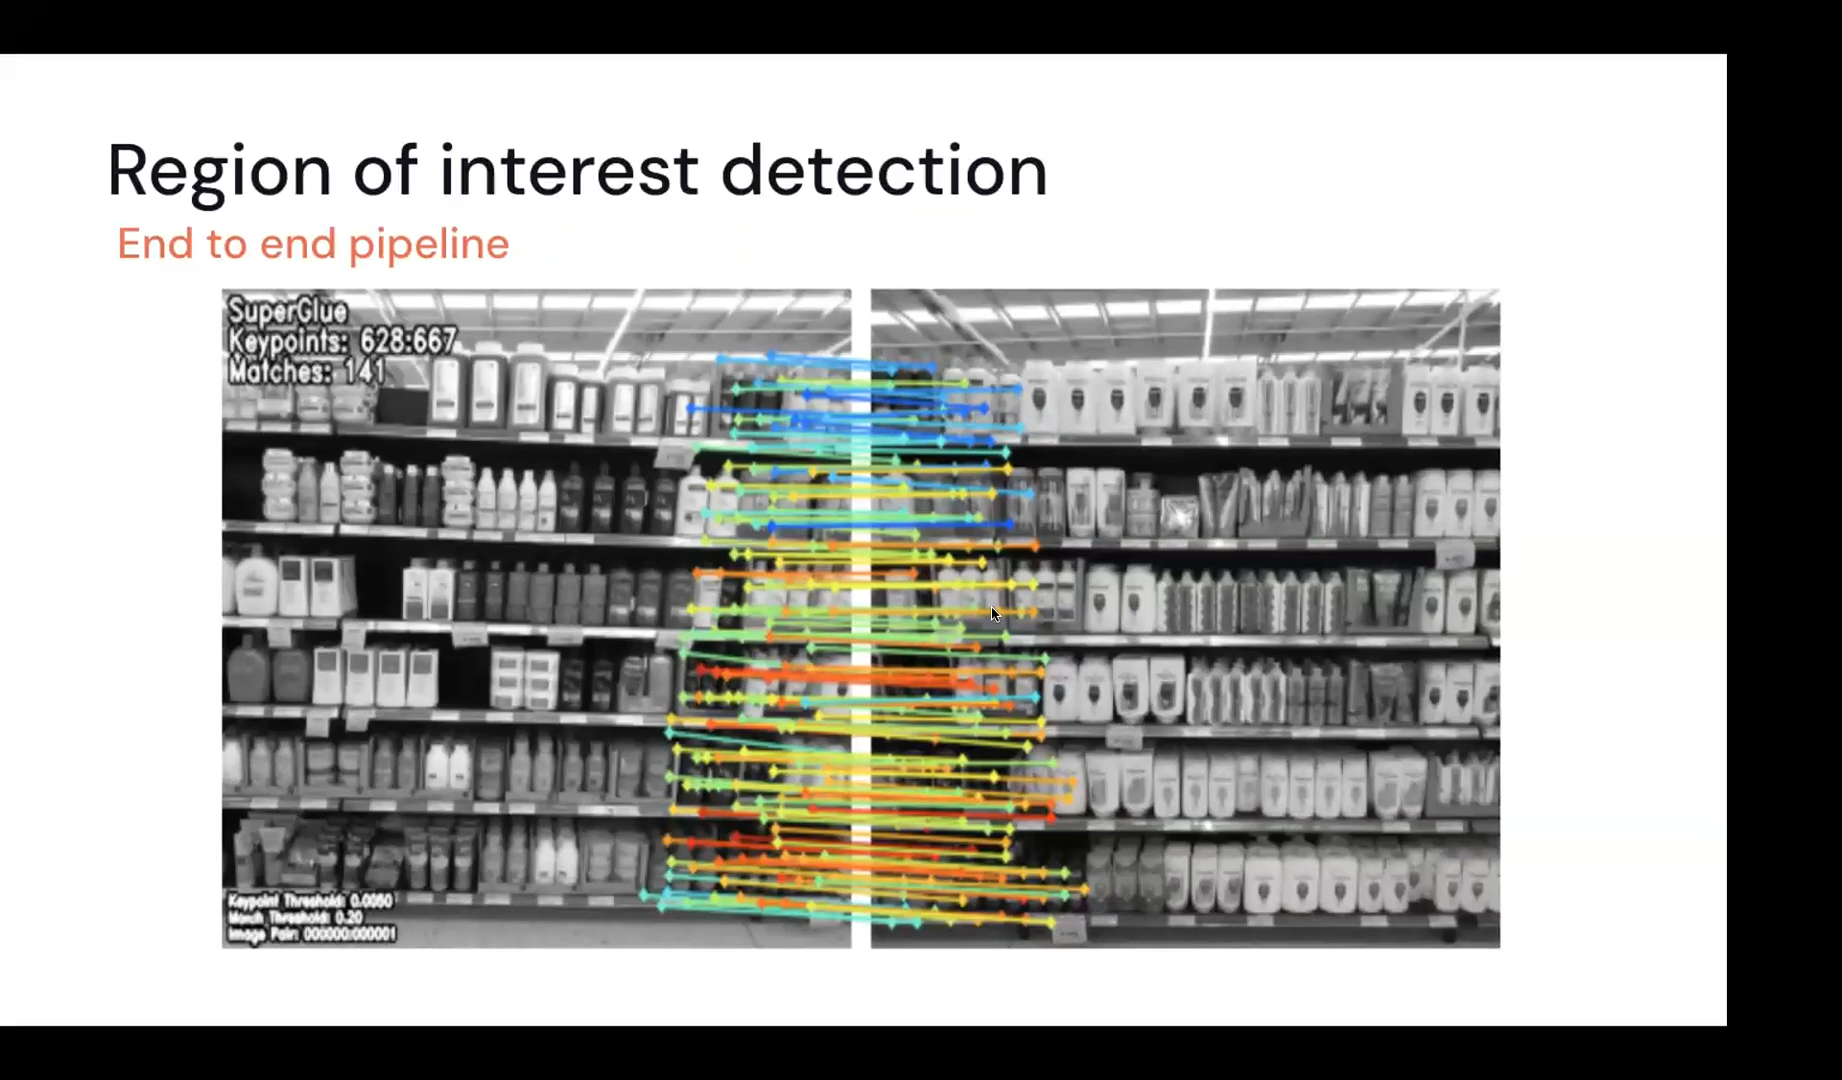 Region of interest detection
End to end pipeline
SuperGlue
Keypoints: 628:667
Matches: 141
Keypoint Threshold: 0.0050
Match Threshold: 0.20
Image Pair: 000000:000001